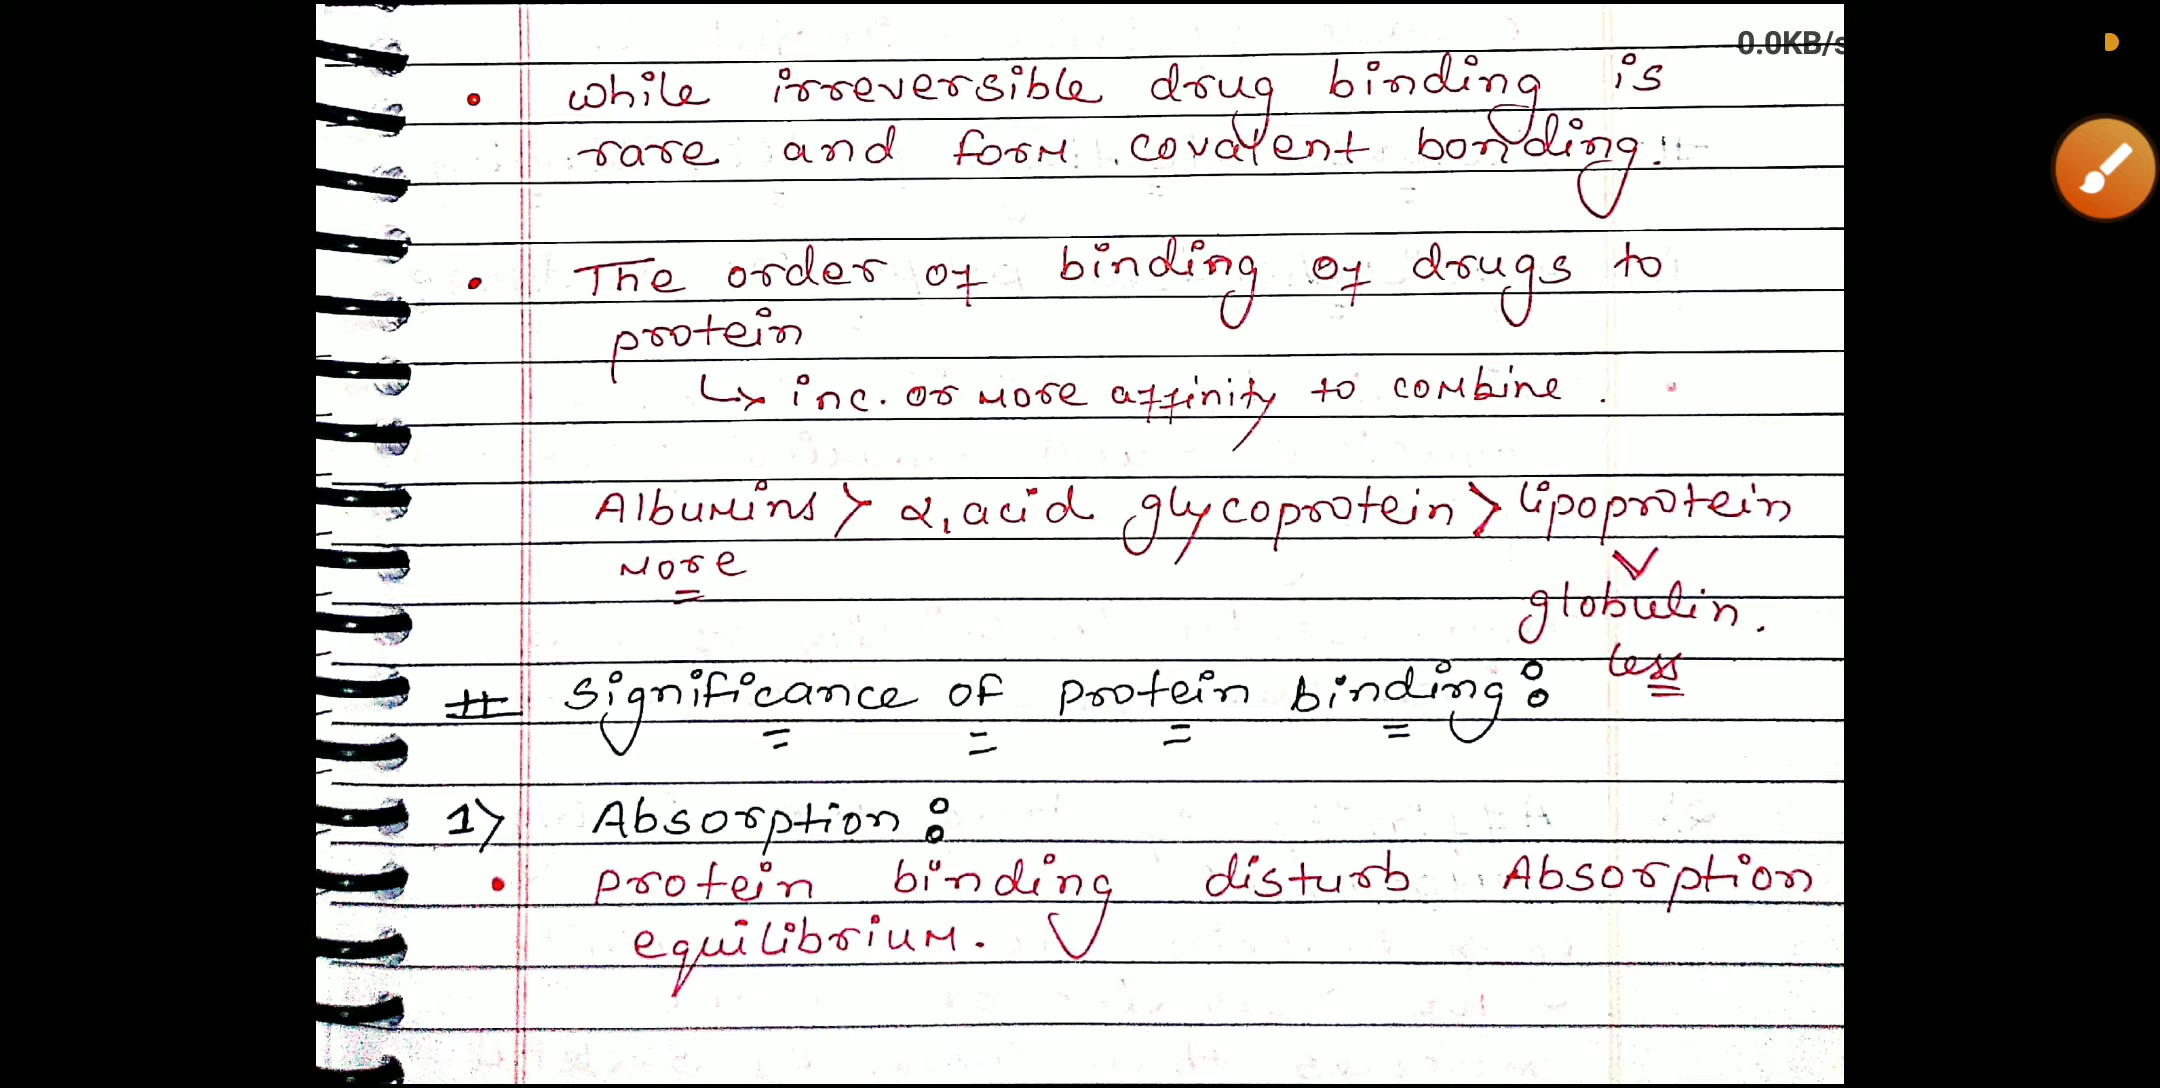 0.0KB/s
• while irreversible drug binding is
rare and form covalent bonding.
• The order of binding of drugs to
protein
↳ inc. or more affinity to combine.
Albumins > α₁ acid glycoprotein > lipoprotein
more
>
globulin.
less
# Significance of protein binding:
1) Absorption:
• protein binding disturb Absorption
equilibrium.